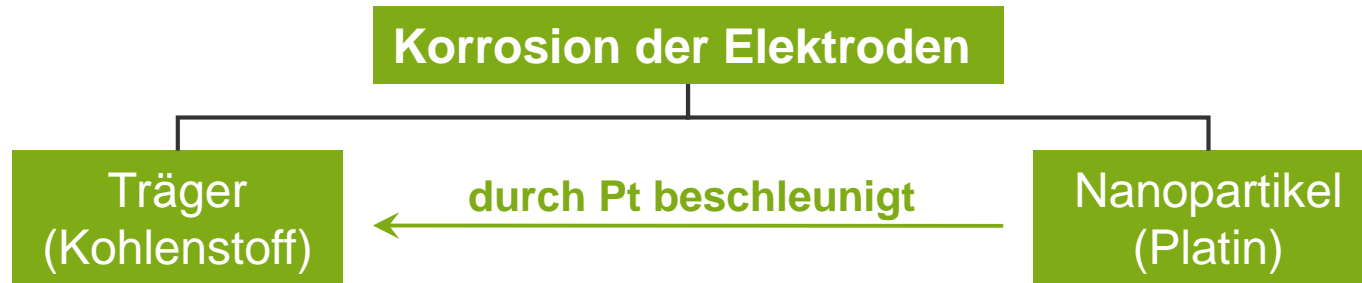 Korrosion der Elektroden
Träger
(Kohlenstoff)
durch Pt beschleunigt
Nanopartikel
(Platin)